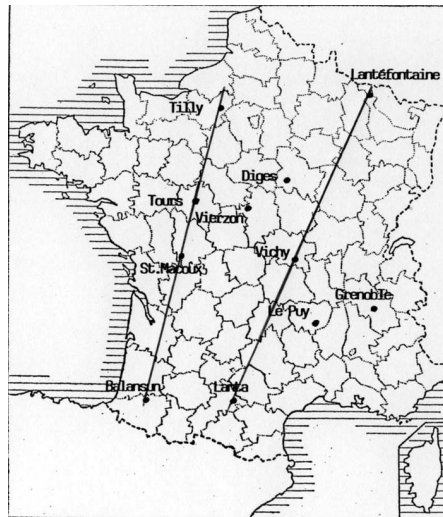 Lantéfontaine
Tilly
Diges
Tours
Vierzon
Vichy
St.Macoux
Grenoble
Le Puy
Balansun
Lanta